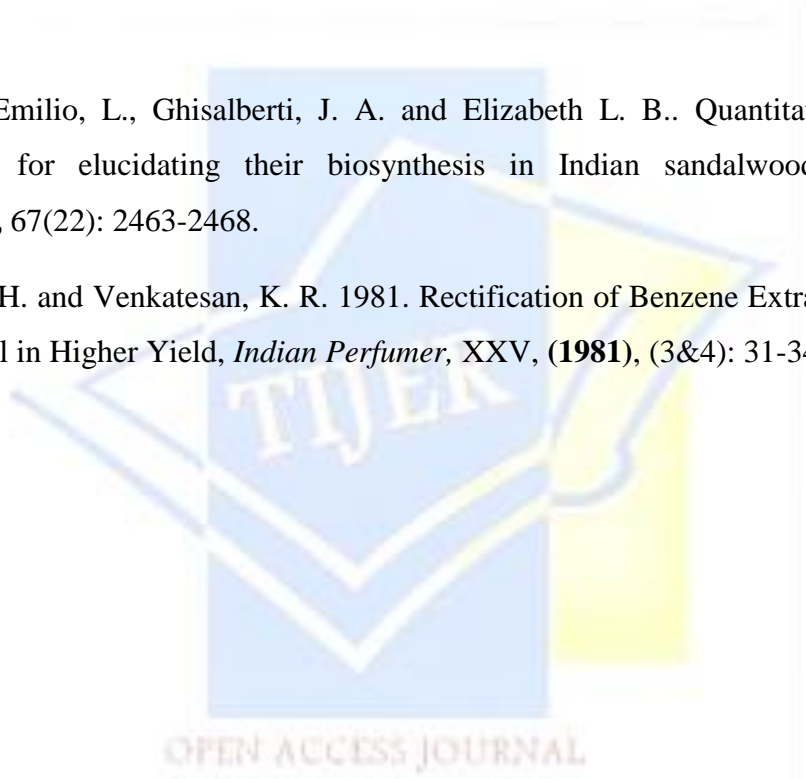 Emilio, L., Ghisalberti, J. A. and Elizabeth L. B.. Quantita
for elucidating their biosynthesis in Indian sandalwood
, 67(22): 2463-2468.
H. and Venkatesan, K. R. 1981. Rectification of Benzene Extra
l in Higher Yield, Indian Perfumer, XXV, (1981), (3&4): 31-34
TIJER
OPEN ACCESS JOURNAL